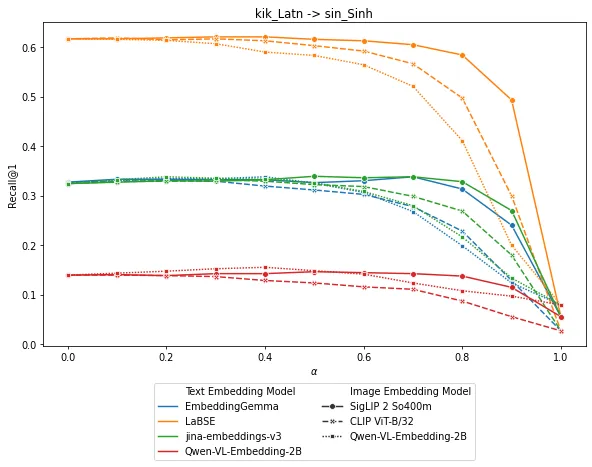 kik_Latn -> sin_Sinh
Recall@1
0.6
0.5
0.4
0.3
0.2
0.1
0.0
0.0 0.2 0.4 0.6 0.8 1.0
α
Text Embedding Model Image Embedding Model
EmbeddingGemma SigLIP 2 So400m
LaBSE CLIP ViT-B/32
jina-embeddings-v3 Qwen-VL-Embedding-2B
Qwen-VL-Embedding-2B